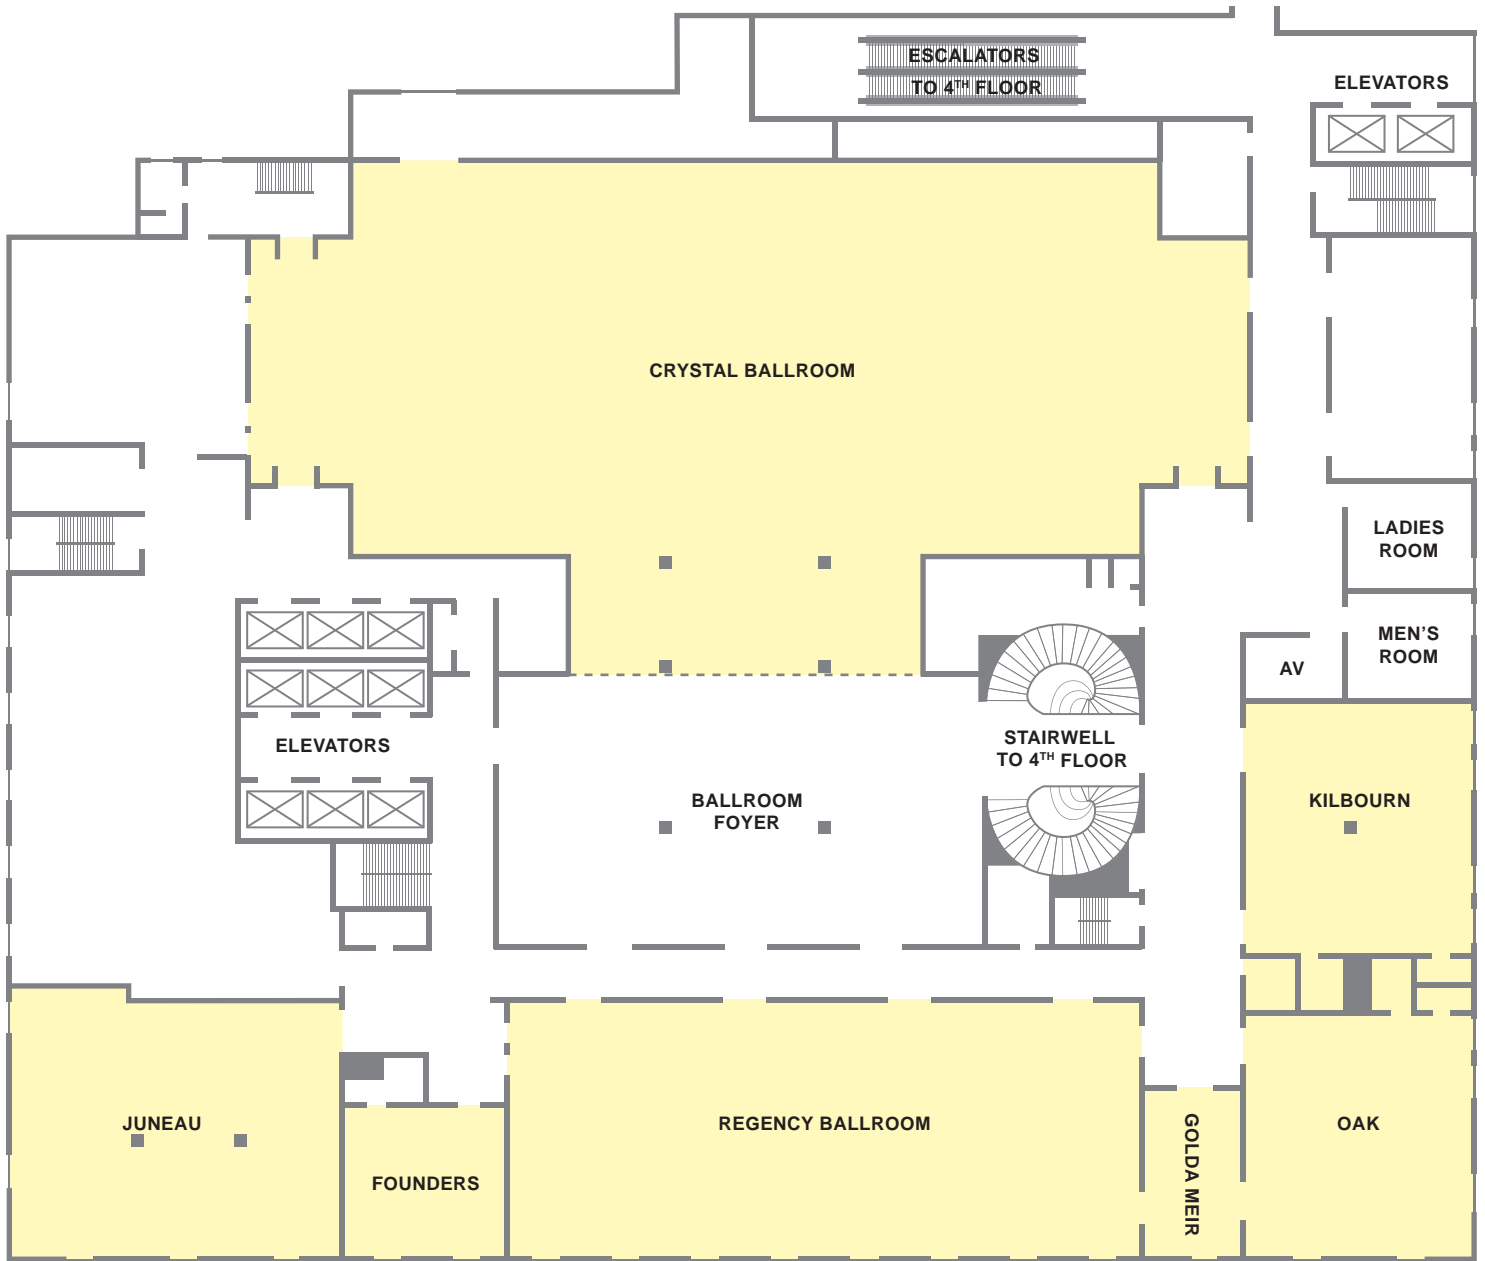 ESCALATORS
TO 4TH FLOOR
ELEVATORS
CRYSTAL BALLROOM
LADIES
ROOM
MEN'S
ROOM
AV
ELEVATORS
STAIRWELL
TO 4TH FLOOR
BALLROOM
FOYER
KILBOURN
JUNEAU
FOUNDERS
REGENCY BALLROOM
GOLDA MEIR
OAK